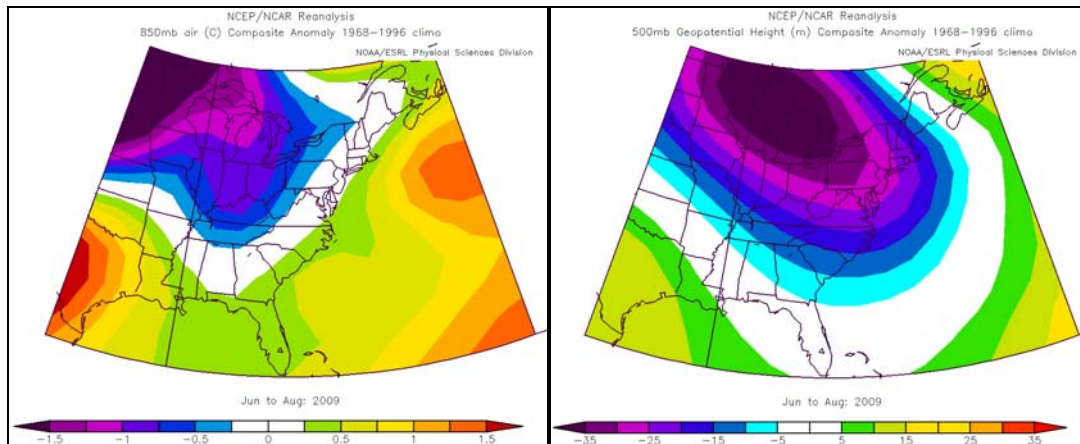 NCEP/NCAR Reanalysis
850mb air (C) Composite Anomaly 1968–1996 climo
NOAA/ESRL Physical Sciences Division
Jun to Aug: 2009
−1.5 −1 −0.5 0 0.5 1 1.5
NCEP/NCAR Reanalysis
500mb Geopotential Height (m) Composite Anomaly 1968–1996 climo
NOAA/ESRL Physical Sciences Division
Jun to Aug: 2009
−35 −25 −15 −5 5 15 25 35